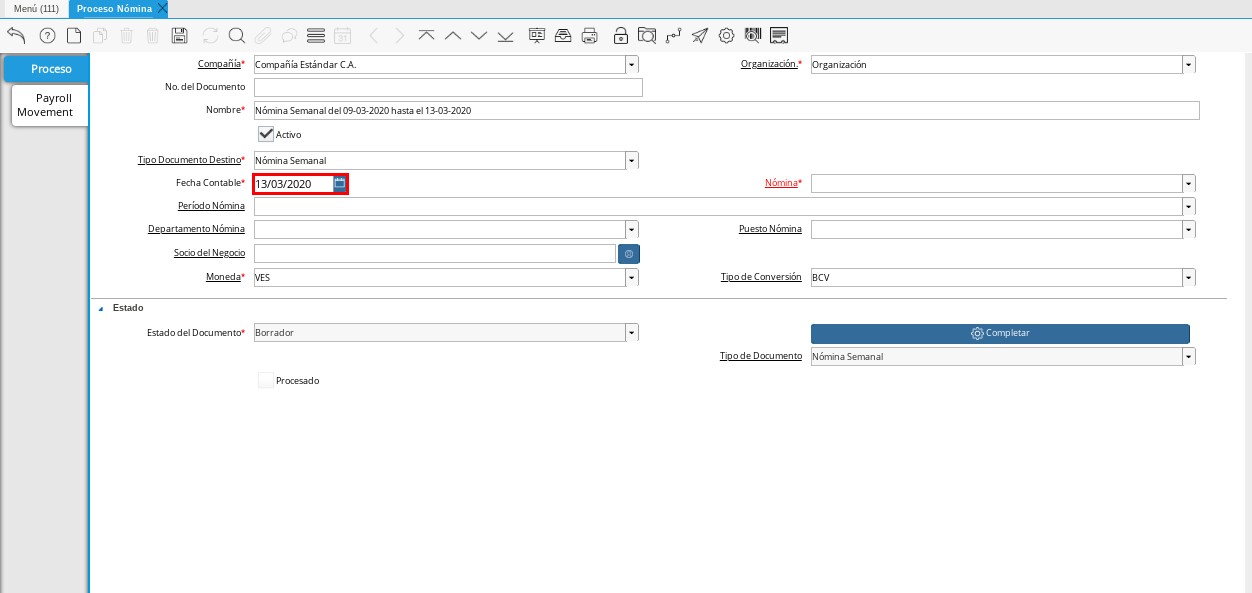 Menú (111) Proceso Nómina
31
Proceso
Payroll
Movement
Compañía* Compañía Estándar C.A. Organización.* Organización
No. del Documento
Nombre* Nómina Semanal del 09-03-2020 hasta el 13-03-2020
Activo
Tipo Documento Destino* Nómina Semanal
Fecha Contable* 13/03/2020 Nómina*
Período Nómina
Departamento Nómina Puesto Nómina
Socio del Negocio
Moneda* VES Tipo de Conversión BCV
Estado
Estado del Documento* Borrador Completar
Tipo de Documento Nómina Semanal
Procesado